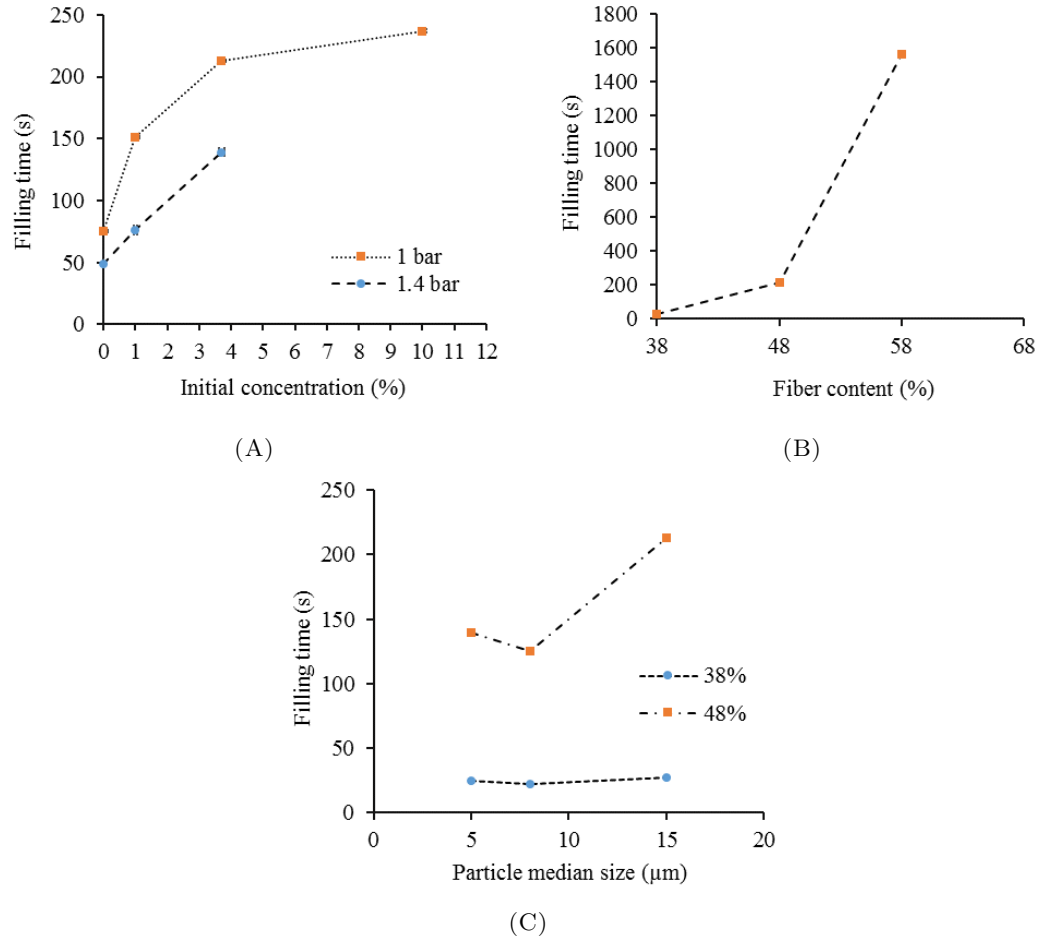 250
200
150
100
50
0
Filling time (s)
0 1 2 3 4 5 6 7 8 9 10 11 12
Initial concentration (%)
1 bar
1.4 bar
(A)
1800
1600
1400
1200
1000
800
600
400
200
0
Filling time (s)
38 48 58 68
Fiber content (%)
(B)
250
200
150
100
50
0
Filling time (s)
0 5 10 15 20
Particle median size (µm)
38%
48%
(C)